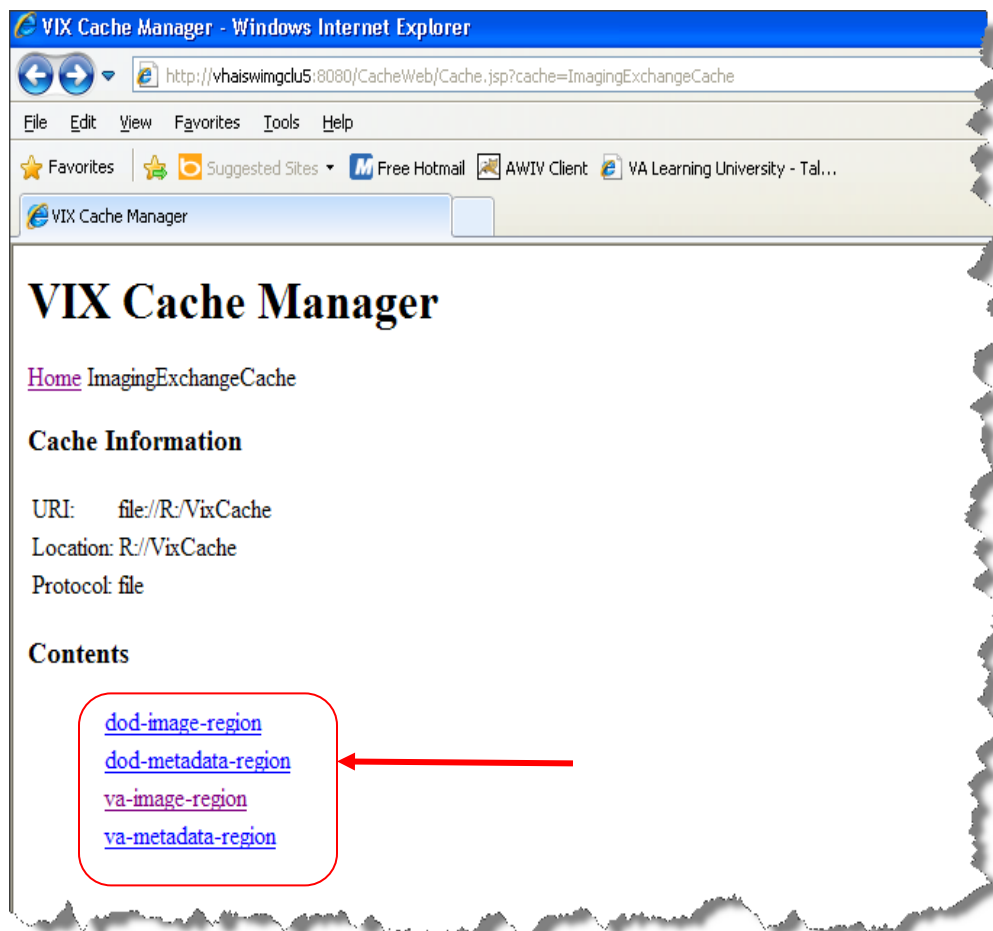 VIX Cache Manager - Windows Internet Explorer
http://vhaiswimgclu5:8080/CacheWeb/Cache.jsp?cache=ImagingExchangeCache
File Edit View Favorites Tools Help
Favorites Suggested Sites Free Hotmail AWIV Client VA Learning University - Tal...
VIX Cache Manager
VIX Cache Manager
Home ImagingExchangeCache
Cache Information
URI: file://R:/VixCache
Location: R://VixCache
Protocol: file
Contents
dod-image-region
dod-metadata-region
va-image-region
va-metadata-region